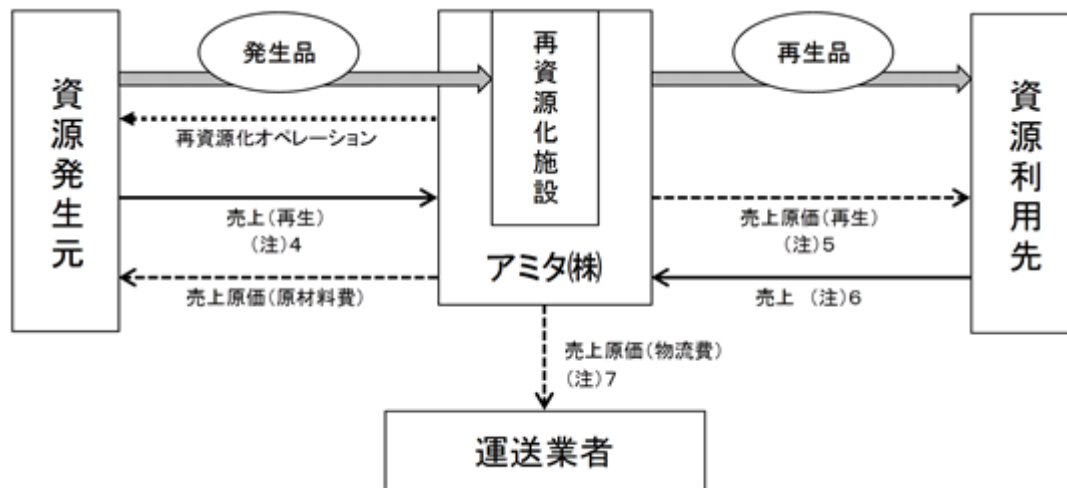 発生品
再生品
再資源化施設
資源発生元
資源利用先
再資源化オペレーション
売上(再生)
(注)4
売上原価(再生)
(注)5
アミタ㈱
売上原価(原材料費)
売上 (注)6
売上原価(物流費)
(注)7
運送業者